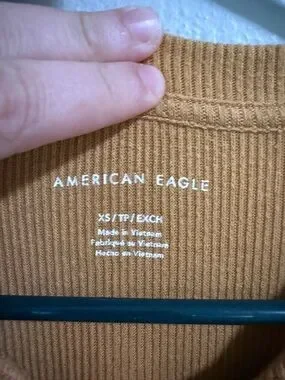 AMERICAN EAGLE
XS/TP/EXCH
Made in Vietnam
Fabriqué au Vietnam
Hecho en Vietnam